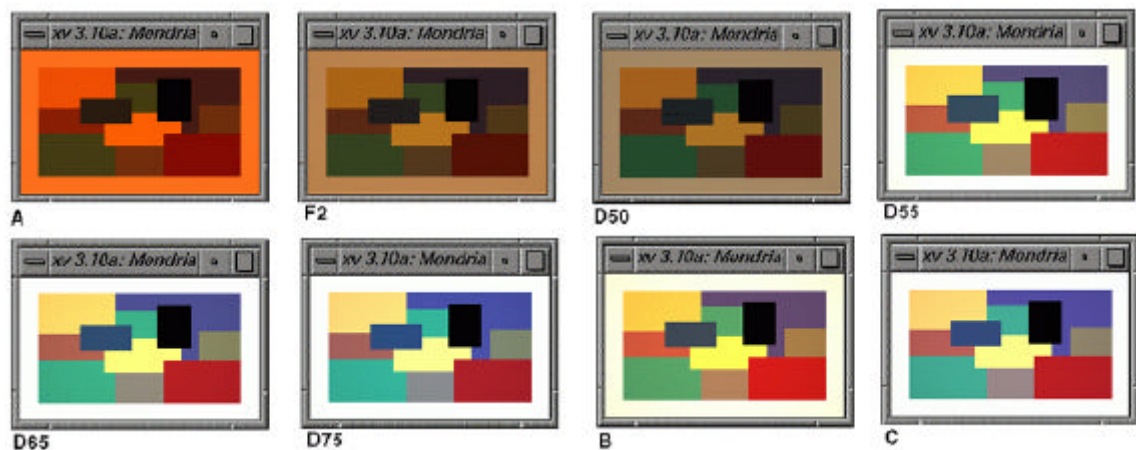 xv 3.10a: Mondria
xv 3.10a: Mondria
xv 3.10a: Mondria
xv 3.10a: Mondria
A
F2
D50
D55
xv 3.10a: Mondria
xv 3.10a: Mondria
xv 3.10a: Mondria
xv 3.10a: Mondria
D65
D75
B
C